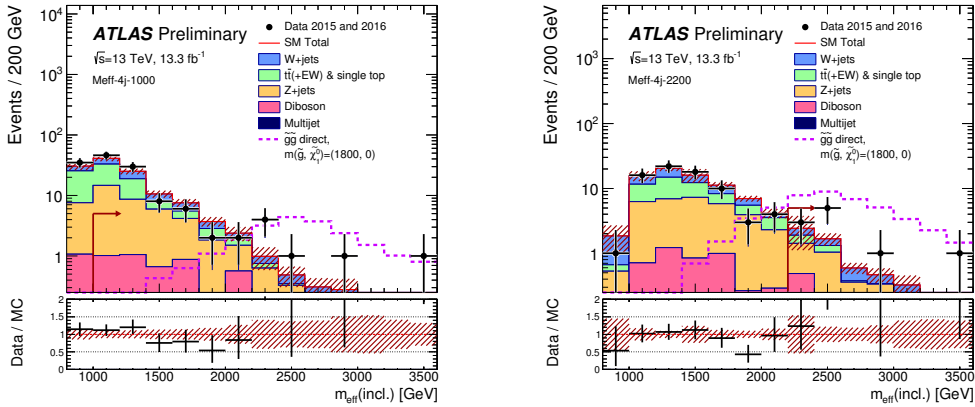 Events / 200 GeV
10⁴
10³
10²
10
1
ATLAS Preliminary
√s=13 TeV, 13.3 fb⁻¹
Meff-4j-1000
Data 2015 and 2016
SM Total
W+jets
tt̄(+EW) & single top
Z+jets
Diboson
Multijet
g̃g̃ direct,
m(g̃, χ̃₁⁰)=(1800, 0)
Data / MC
2
1.5
1
0.5
0
1000 1500 2000 2500 3000 3500
m_eff(incl.) [GeV]
Events / 200 GeV
10³
10²
10
1
ATLAS Preliminary
√s=13 TeV, 13.3 fb⁻¹
Meff-4j-2200
Data 2015 and 2016
SM Total
W+jets
tt̄(+EW) & single top
Z+jets
Diboson
Multijet
g̃g̃ direct,
m(g̃, χ̃₁⁰)=(1800, 0)
Data / MC
2
1.5
1
0.5
0
1000 1500 2000 2500 3000 3500
m_eff(incl.) [GeV]